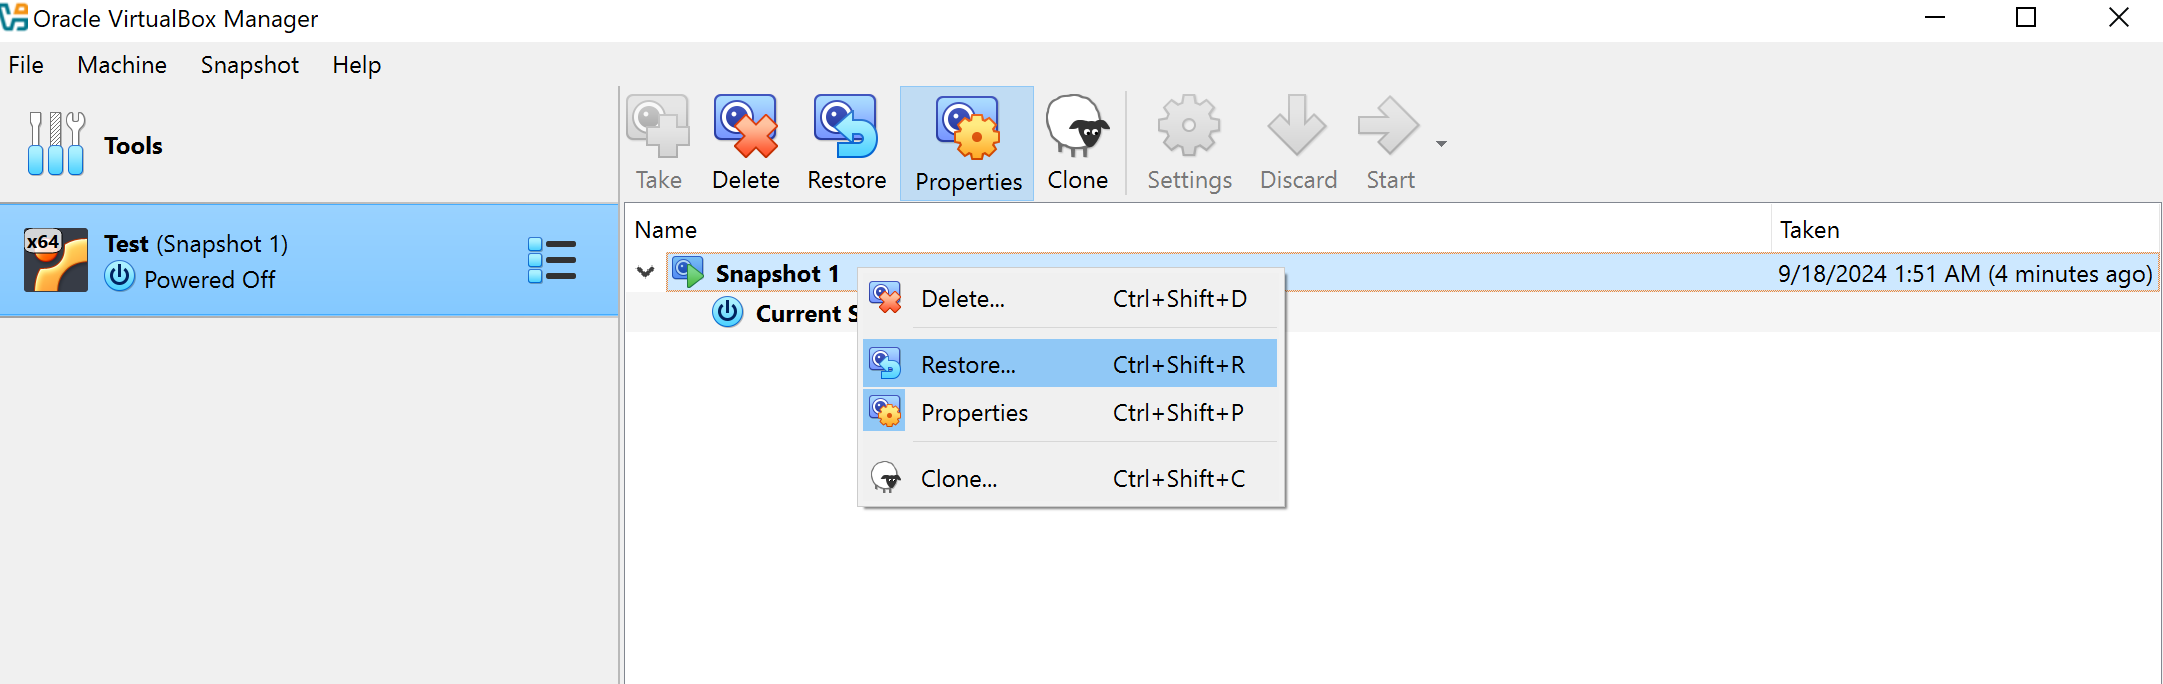 Oracle VirtualBox Manager
File Machine Snapshot Help
Tools
Take Delete Restore Properties Clone Settings Discard Start
x64
Test (Snapshot 1)
Powered Off
Name Taken
Snapshot 1 9/18/2024 1:51 AM (4 minutes ago)
Current S
Delete... Ctrl+Shift+D
Restore... Ctrl+Shift+R
Properties Ctrl+Shift+P
Clone... Ctrl+Shift+C